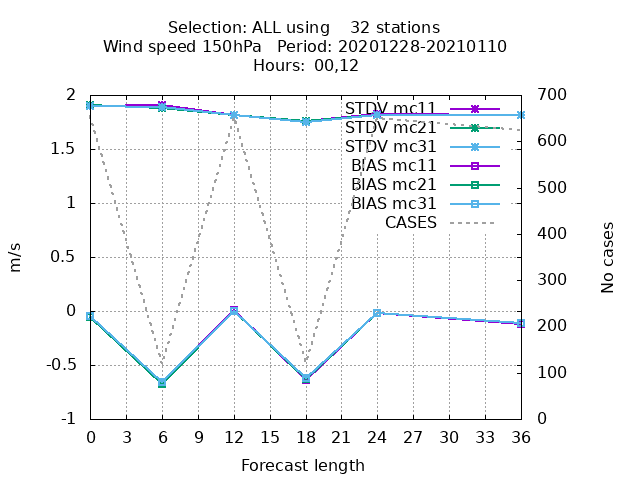 Selection: ALL using    32 stations
Wind speed 150hPa   Period: 20201228-20210110
Hours:  00,12
STDV mc11
STDV mc21
STDV mc31
BIAS mc11
BIAS mc21
BIAS mc31
CASES
2
1.5
1
0.5
0
-0.5
-1
m/s
700
600
500
400
300
200
100
0
No cases
0 3 6 9 12 15 18 21 24 27 30 33 36
Forecast length